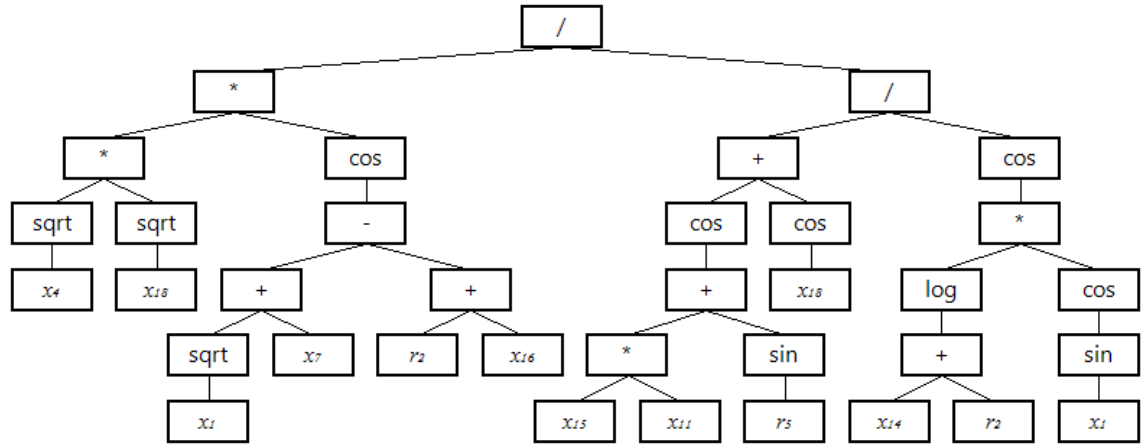 /
* /
* cos + cos
sqrt sqrt - cos cos *
x4 x18 + + + x18 log cos
sqrt x7 r2 x16 * sin + sin
x1 x15 x11 r5 x14 r2 x1